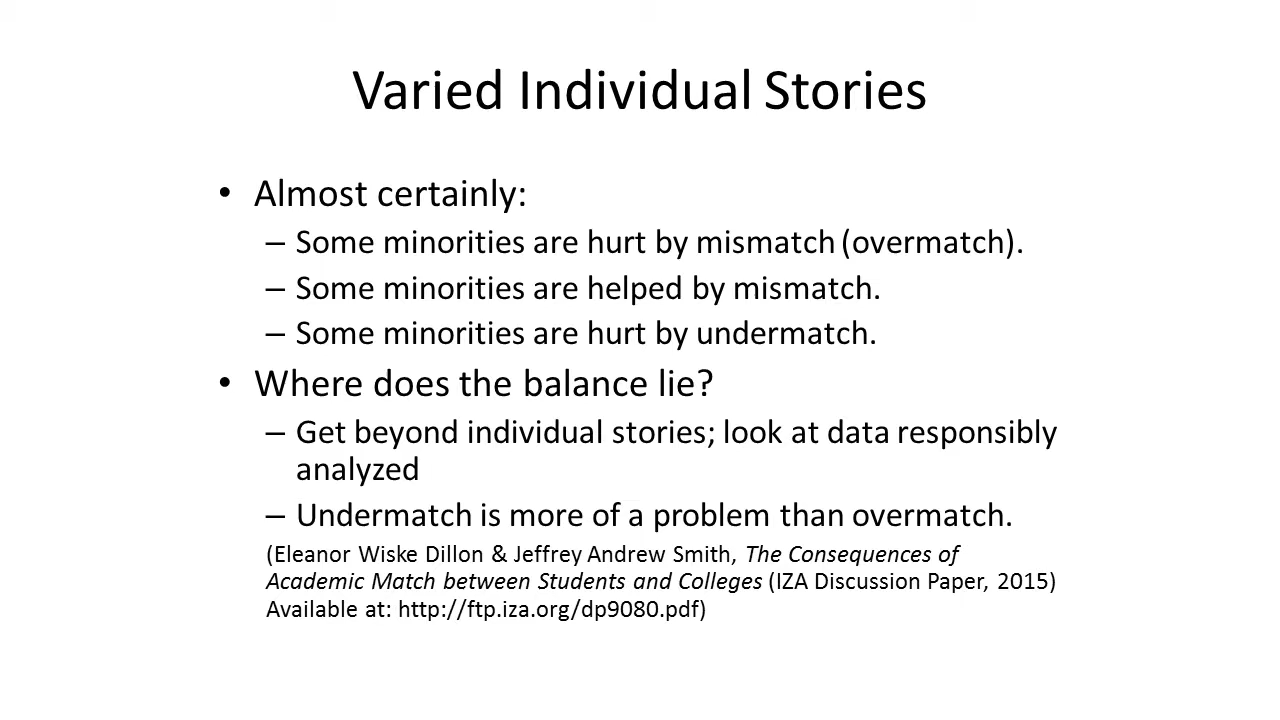 Varied Individual Stories
• Almost certainly:
– Some minorities are hurt by mismatch (overmatch).
– Some minorities are helped by mismatch.
– Some minorities are hurt by undermatch.
• Where does the balance lie?
– Get beyond individual stories; look at data responsibly
analyzed
– Undermatch is more of a problem than overmatch.
(Eleanor Wiske Dillon & Jeffrey Andrew Smith, The Consequences of
Academic Match between Students and Colleges (IZA Discussion Paper, 2015)
Available at: http://ftp.iza.org/dp9080.pdf)